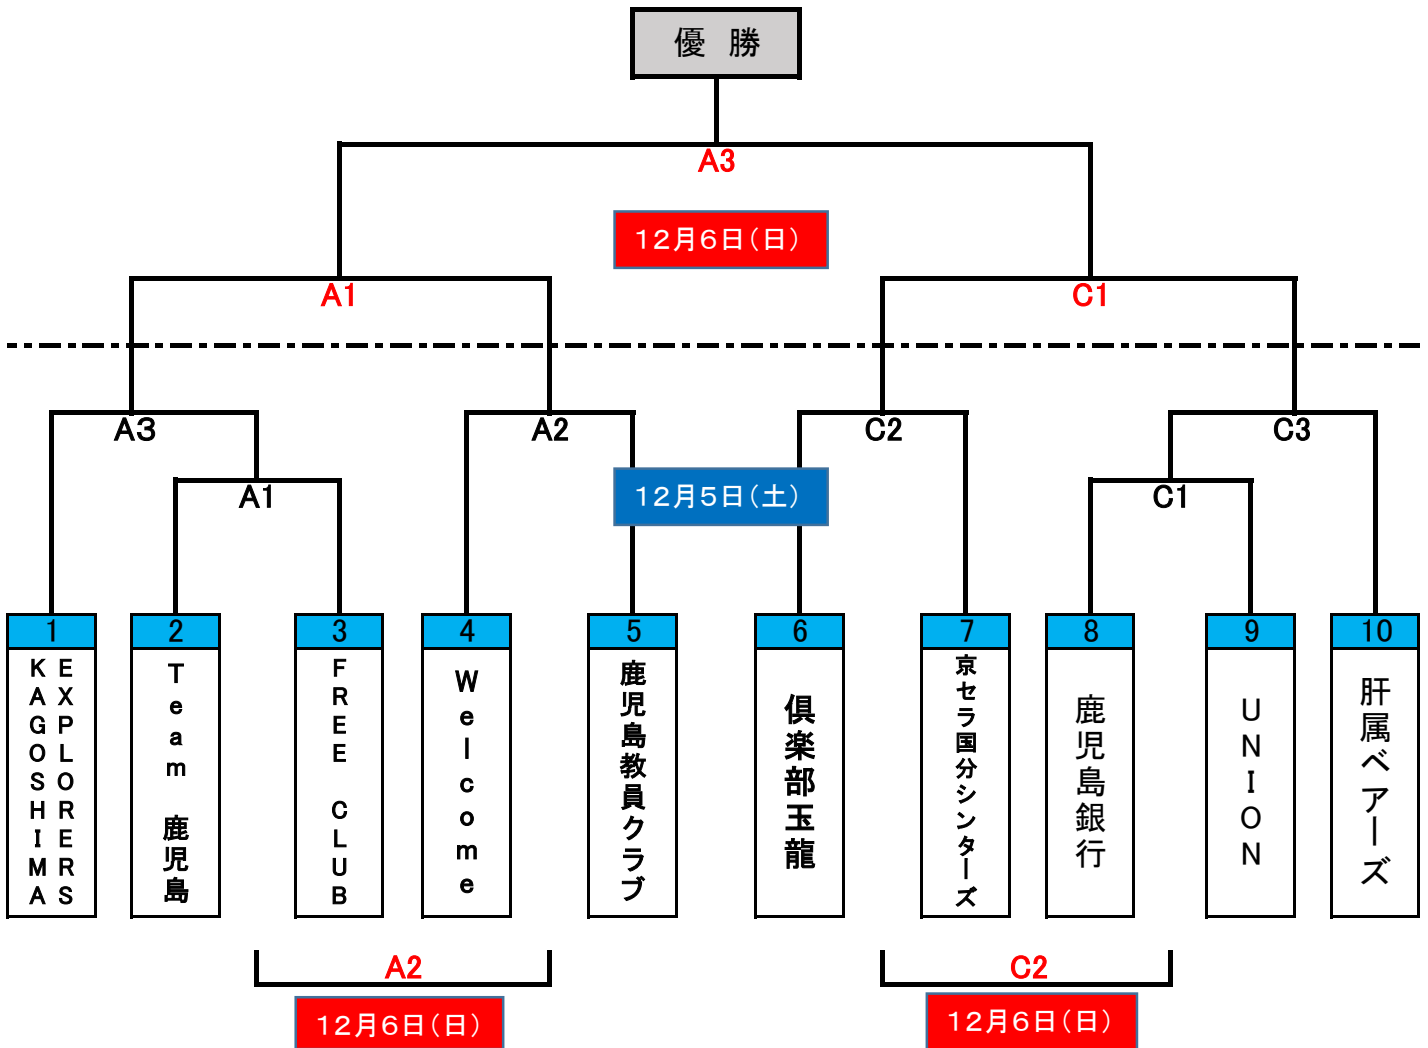 優　勝
A3
12月6日(日)
A1
C1
A3
A2
C2
C3
A1
12月5日(土)
C1
1
2
3
4
5
6
7
8
9
10
KAGOSHIMA
EXPLORERS
Team 鹿児島
FREE CLUB
Welcome
鹿児島教員クラブ
倶楽部玉龍
京セラ国分シンターズ
鹿児島銀行
UNION
肝属ベアーズ
A2
C2
12月6日(日)
12月6日(日)